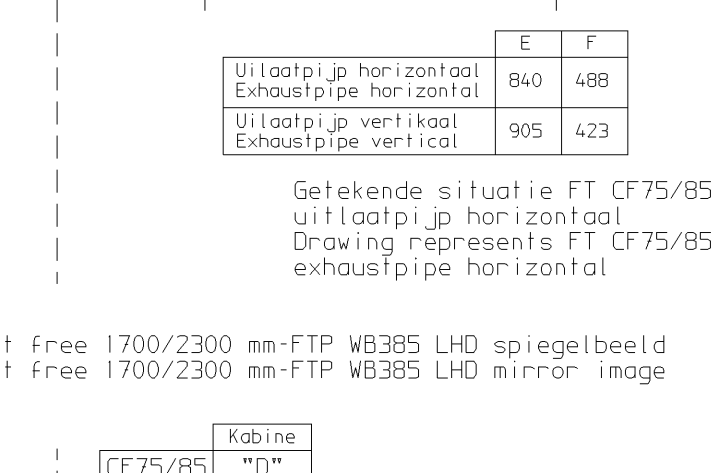 E F
Uilaatpijp horizontaal
Exhaustpipe horizontal
840 488
Uilaatpijp vertikaal
Exhaustpipe vertical
905 423
Getekende situatie FT CF75/85
uitlaatpijp horizontaal
Drawing represents FT CF75/85
exhaustpipe horizontal
t free 1700/2300 mm-FTP WB385 LHD spiegelbeeld
t free 1700/2300 mm-FTP WB385 LHD mirror image
Kabine
CF75/85 "D"